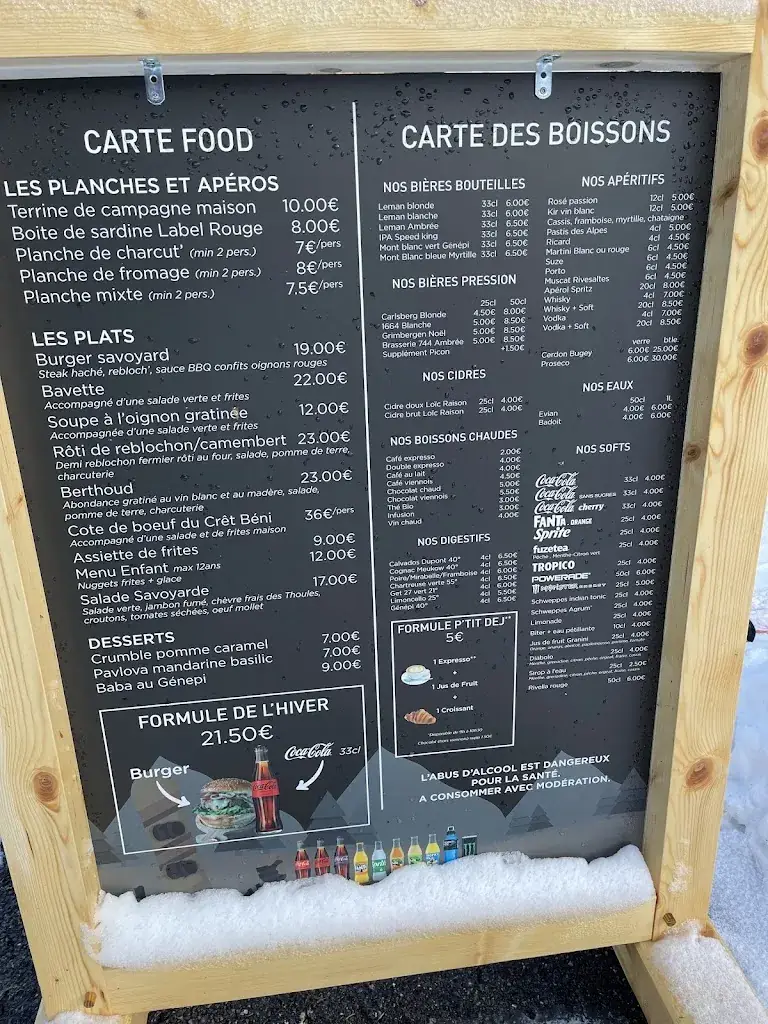 CARTE FOOD
LES PLANCHES ET APÉROS
Terrine de campagne maison 10.00€
Boite de sardine Label Rouge 8.00€
Planche de charcut' (min 2 pers.) 7€/pers
Planche de fromage (min 2 pers.) 8€/pers
Planche mixte (min 2 pers.) 7.5€/pers
LES PLATS
Burger savoyard 19.00€
Steak haché, rebloch', sauce BBQ confits oignons rouges
Bavette 22.00€
Accompagné d'une salade verte et frites
Soupe à l'oignon gratinée 12.00€
Accompagnée d'une salade verte et frites
Rôti de reblochon/camembert 23.00€
Demi reblochon fermier rôti au four, salade, pomme de terre,
charcuterie
Berthoud 23.00€
Abondance gratiné au vin blanc et au madère, salade,
pomme de terre, charcuterie
Cote de boeuf du Crêt Béni 36€/pers
Accompagné d'une salade et de frites maison
Assiette de frites 9.00€
Menu Enfant max 12ans 12.00€
Nuggets frites + glace
Salade Savoyarde 17.00€
Salade verte, jambon fumé, chèvre frais des Thoules,
croutons, tomates séchées, oeuf mollet
DESSERTS
Crumble pomme caramel 7.00€
Pavlova mandarine basilic 7.00€
Baba au Génepi 9.00€
FORMULE DE L'HIVER
21.50€
Burger
Coca-Cola 33cl
CARTE DES BOISSONS
NOS BIÈRES BOUTEILLES
Leman blonde 33cl 6.00€
Leman blanche 33cl 6.00€
Leman Ambrée 33cl 6.50€
IPA Speed king 33cl 6.50€
Mont blanc vert Génépi 33cl 6.50€
Mont Blanc bleue Myrtille 33cl 6.50€
NOS BIÈRES PRESSION
25cl 50cl
Carlsberg Blonde 4.50€ 8.00€
1664 Blanche 5.00€ 8.50€
Grimbergen Noël 5.00€ 8.50€
Brasserie 744 Ambrée 5.00€ 8.50€
Supplément Picon +1.50€
NOS CIDRES
Cidre doux Loïc Raison 25cl 4.00€
Cidre brut Loïc Raison 25cl 4.00€
NOS BOISSONS CHAUDES
Café expresso 2.00€
Double expresso 4.00€
Café au lait 4.00€
Café viennois 4.50€
Chocolat chaud 5.00€
Chocolat viennois 5.50€
Thé Bio 3.00€
Infusion 3.00€
Vin chaud 4.00€
NOS DIGESTIFS
Calvados Dupont 40° 4cl 6.50€
Cognac Meukow 40° 4cl 6.50€
Poire/Mirabelle/Framboise 4cl 6.00€
Chartreuse verte 55° 4cl 6.50€
Get 27 vert 21° 4cl 6.50€
Limoncello 25° 4cl 6.50€
Génépi 40° 4cl 6.50€
FORMULE P'TIT DEJ**
5€
1 Expresso**
+
1 Jus de Fruit
+
1 Croissant
NOS APÉRITIFS
Rosé passion 12cl 5.00€
Kir vin blanc 12cl 5.00€
Cassis, framboise, myrtille, chataigne
Pastis des Alpes 4cl 5.00€
Ricard 4cl 4.50€
Martini Blanc ou rouge 6cl 4.50€
Suze 6cl 4.50€
Porto 6cl 4.50€
Muscat Rivesaltes 6cl 4.50€
Apérol Spritz 20cl 8.00€
Whisky 4cl 7.00€
Whisky + Soft 20cl 8.50€
Vodka 4cl 7.00€
Vodka + Soft 20cl 8.50€
verre btle
Cerdon Bugey 6.00€ 25.00€
Proseco 6.00€ 30.00€
NOS EAUX
50cl 1L
Evian 4.00€ 6.00€
Badoit 4.00€ 6.00€
NOS SOFTS
Coca-Cola 33cl 4.00€
Coca-Cola SANS SUCRES 33cl 4.00€
Coca-Cola cherry 33cl 4.00€
FANTA ORANGE 25cl 4.00€
Sprite 25cl 4.00€
fuzetea 25cl 4.00€
Pêche - Menthe-Citron vert
TROPICO 25cl 4.00€
POWERADE 50cl 6.00€
MONSTER ENERGY 25cl 5.00€
Schweppes indian tonic 25cl 4.00€
Schweppes Agrum' 25cl 4.00€
Limonade 25cl 4.00€
Biter + eau pétillante 10cl 4.00€
Jus de fruit Granini 25cl 4.00€
Diabolo 25cl 4.00€
Sirop à l'eau 25cl 2.50€
Rivella rouge 50cl 6.00€
L'ABUS D'ALCOOL EST DANGEREUX
POUR LA SANTÉ.
A CONSOMMER AVEC MODÉRATION.